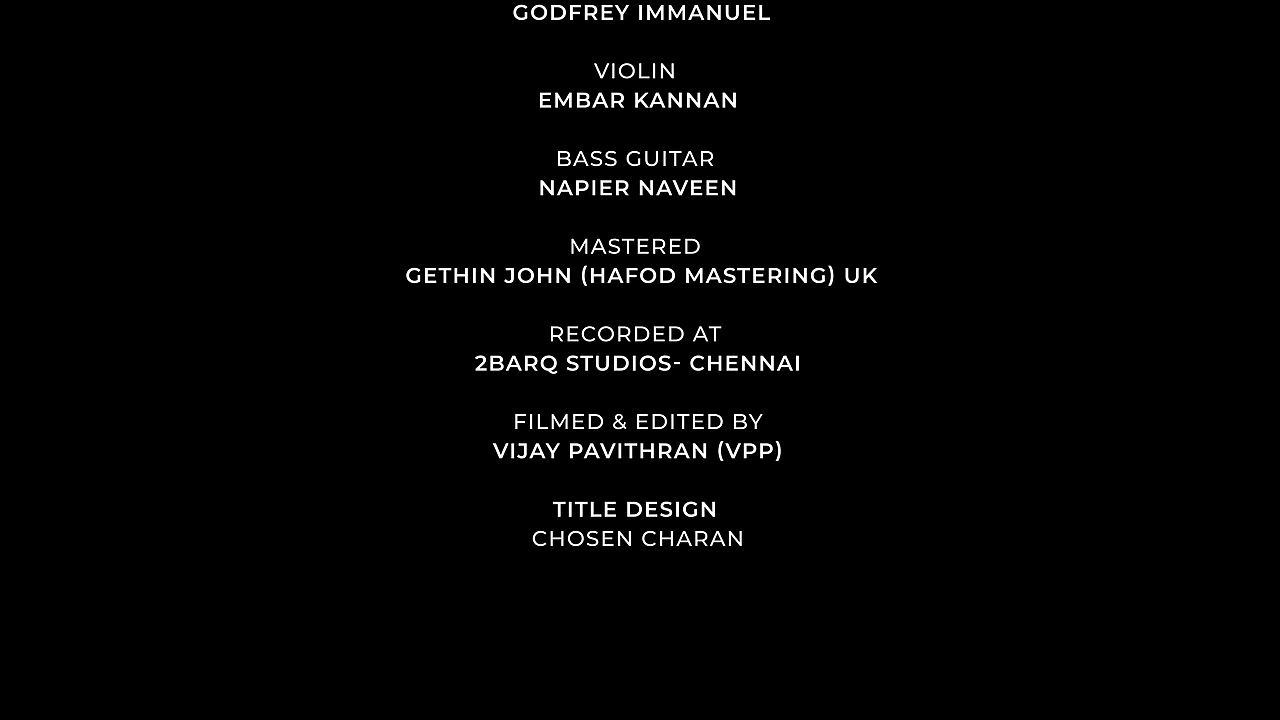 GODFREY IMMANUEL
VIOLIN
EMBAR KANNAN
BASS GUITAR
NAPIER NAVEEN
MASTERED
GETHIN JOHN (HAFOD MASTERING) UK
RECORDED AT
2BARQ STUDIOS- CHENNAI
FILMED & EDITED BY
VIJAY PAVITHRAN (VPP)
TITLE DESIGN
CHOSEN CHARAN